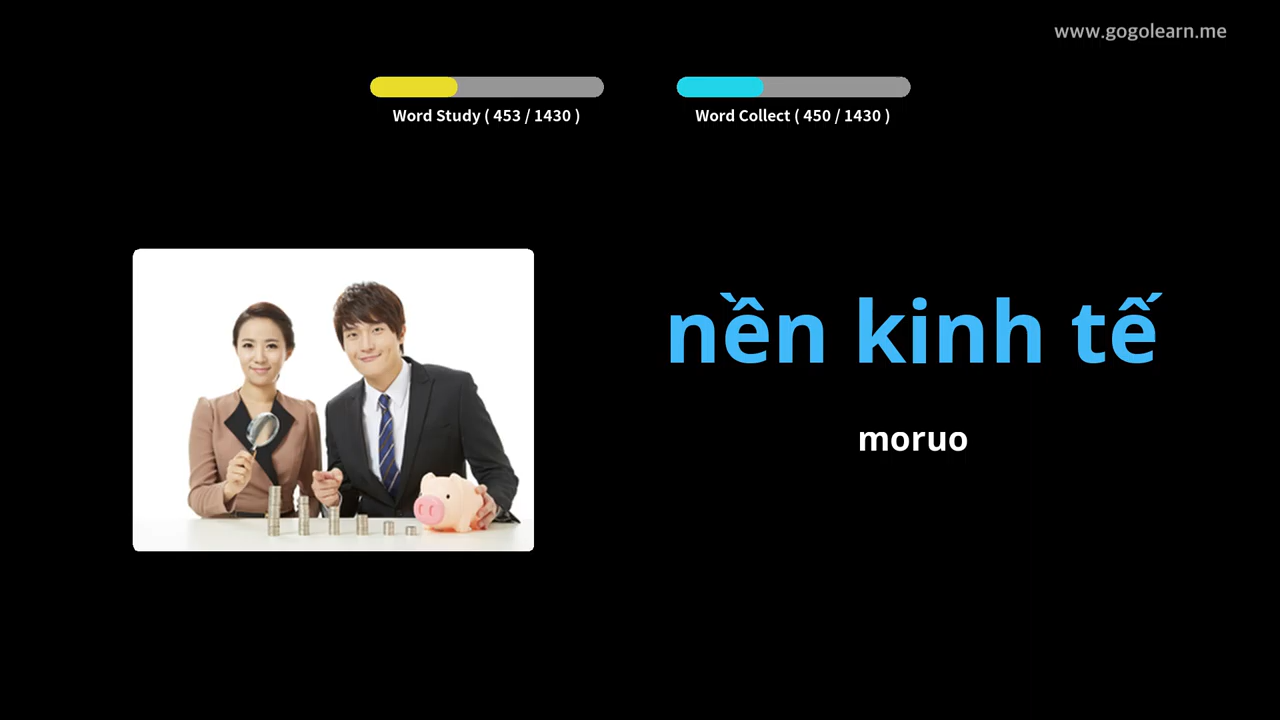 www.gogolearn.me
Word Study ( 453 / 1430 )
Word Collect ( 450 / 1430 )
nền kinh tế
moruo